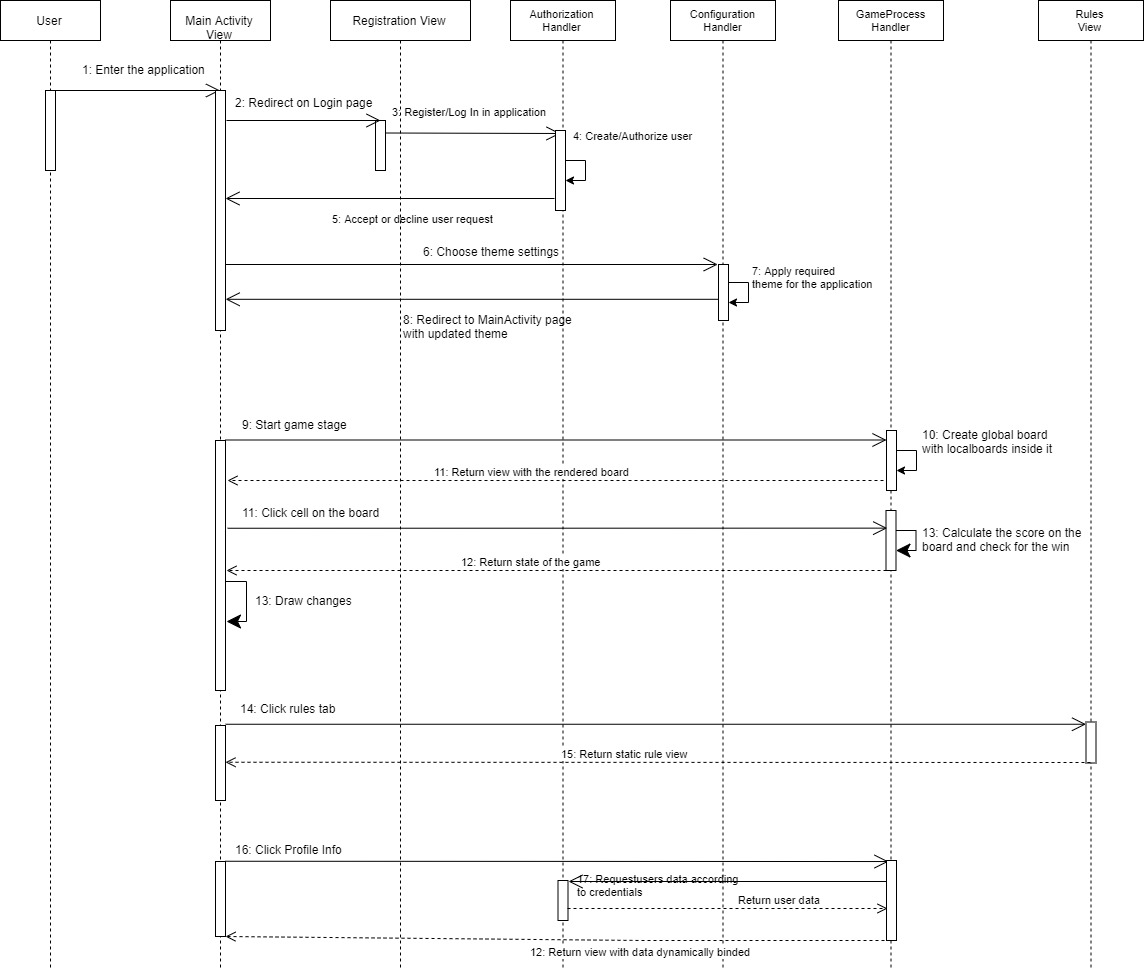 User
Main Activity
View
Registration View
Authorization
Handler
Configuration
Handler
GameProcess
Handler
Rules
View
1: Enter the application
2: Redirect on Login page
3: Register/Log In in application
4: Create/Authorize user
5: Accept or decline user request
6: Choose theme settings
7: Apply required
theme for the application
8: Redirect to MainActivity page
with updated theme
9: Start game stage
10: Create global board
with localboards inside it
11: Return view with the rendered board
11: Click cell on the board
13: Calculate the score on the
board and check for the win
12: Return state of the game
13: Draw changes
14: Click rules tab
15: Return static rule view
16: Click Profile Info
17: Requestusers data according
to credentials
Return user data
12: Return view with data dynamically binded